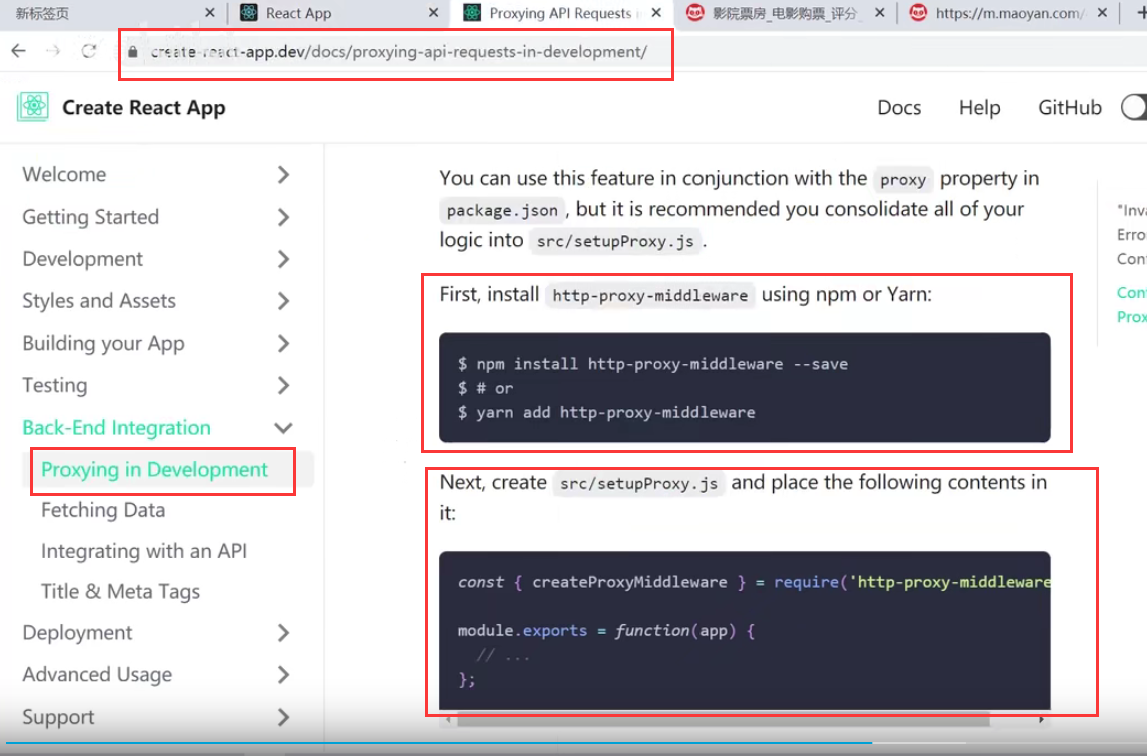 新标签页
React App
Proxying API Requests i
影院票房_电影购票_评分_
https://m.maoyan.com/
create-react-app.dev/docs/proxying-api-requests-in-development/
Create React App
Docs
Help
GitHub
Welcome
Getting Started
Development
Styles and Assets
Building your App
Testing
Back-End Integration
Proxying in Development
Fetching Data
Integrating with an API
Title & Meta Tags
Deployment
Advanced Usage
Support
You can use this feature in conjunction with the proxy property in
package.json , but it is recommended you consolidate all of your
logic into src/setupProxy.js .
First, install http-proxy-middleware using npm or Yarn:
$ npm install http-proxy-middleware --save
$ # or
$ yarn add http-proxy-middleware
Next, create src/setupProxy.js and place the following contents in
it:
const { createProxyMiddleware } = require('http-proxy-middleware
module.exports = function(app) {
// ...
};
"Inva
Erro
Con
Con
Prox